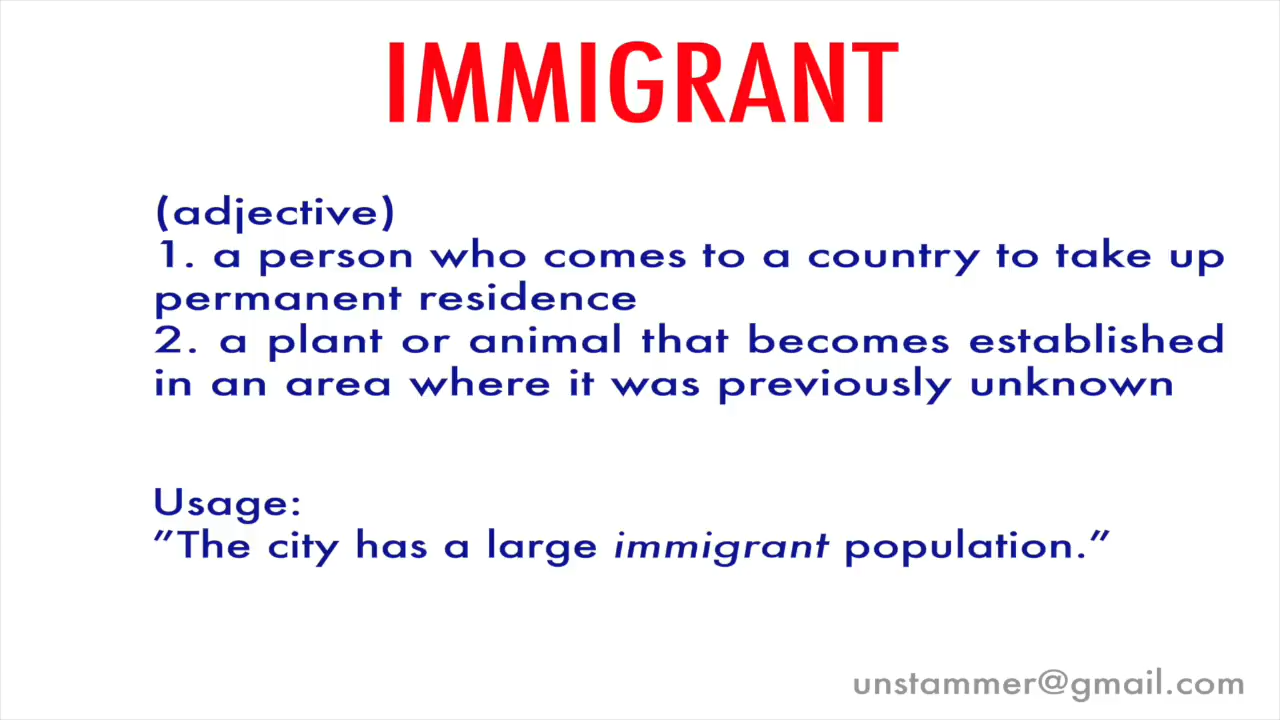 IMMIGRANT
(adjective)
1. a person who comes to a country to take up
permanent residence
2. a plant or animal that becomes established
in an area where it was previously unknown
Usage:
"The city has a large immigrant population."
unstammer@gmail.com